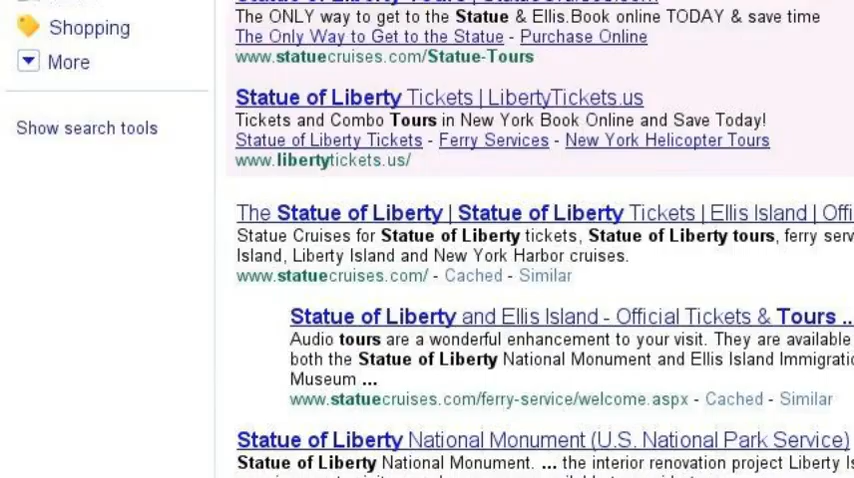 Shopping
More
Show search tools
Statue of Liberty Tours | StatueCruises.com
The ONLY way to get to the Statue & Ellis.Book online TODAY & save time
The Only Way to Get to the Statue - Purchase Online
www.statuecruises.com/Statue-Tours
Statue of Liberty Tickets | LibertyTickets.us
Tickets and Combo Tours in New York Book Online and Save Today!
Statue of Liberty Tickets - Ferry Services - New York Helicopter Tours
www.libertytickets.us/
The Statue of Liberty | Statue of Liberty Tickets | Ellis Island | Offi
Statue Cruises for Statue of Liberty tickets, Statue of Liberty tours, ferry serv
Island, Liberty Island and New York Harbor cruises.
www.statuecruises.com/ - Cached - Similar
Statue of Liberty and Ellis Island - Official Tickets & Tours ...
Audio tours are a wonderful enhancement to your visit. They are available
both the Statue of Liberty National Monument and Ellis Island Immigratio
Museum ...
www.statuecruises.com/ferry-service/welcome.aspx - Cached - Similar
Statue of Liberty National Monument (U.S. National Park Service)
Statue of Liberty National Monument. ... the interior renovation project Liberty Is